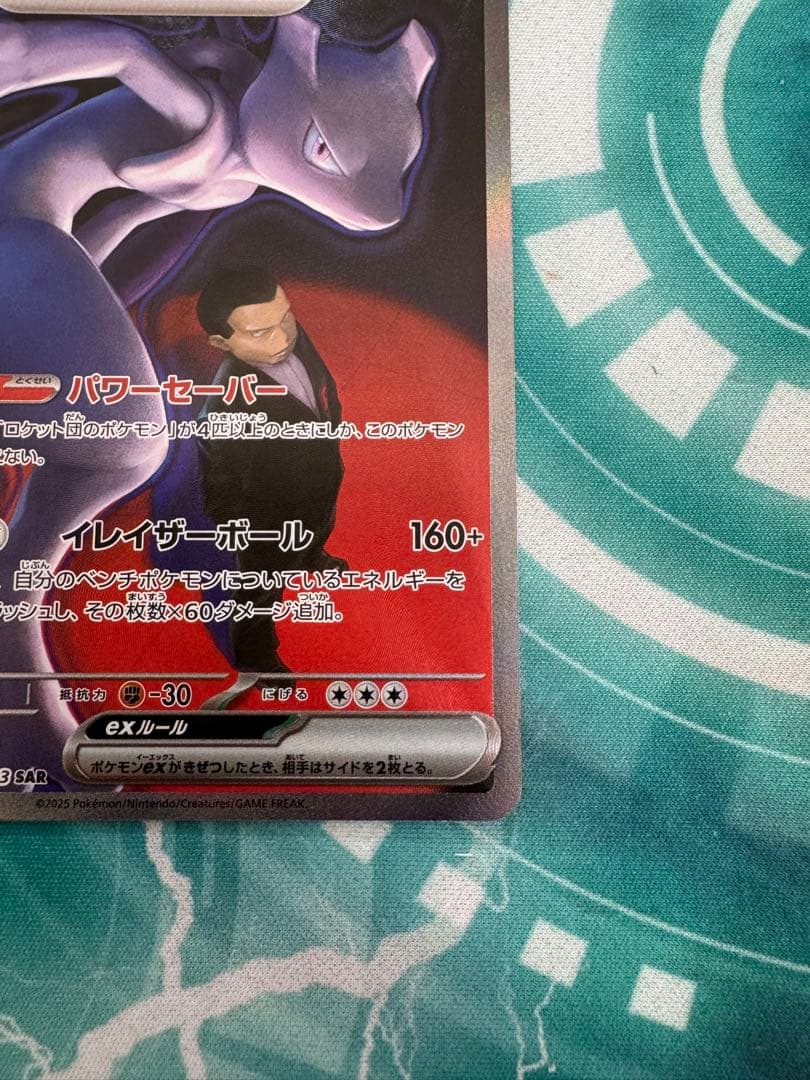 とくせい パワーセーバー
「ロケット団のポケモン」が4匹以上のときにしか、このポケモン
ない。
イレイザーボール 160+
自分のベンチポケモンについているエネルギーを
ッシュし、その枚数×60ダメージ追加。
抵抗力 -30 にげる
exルール
ポケモンexがきぜつしたとき、相手はサイドを2枚とる。
3 SAR
©2025 Pokémon/Nintendo/Creatures/GAME FREAK.